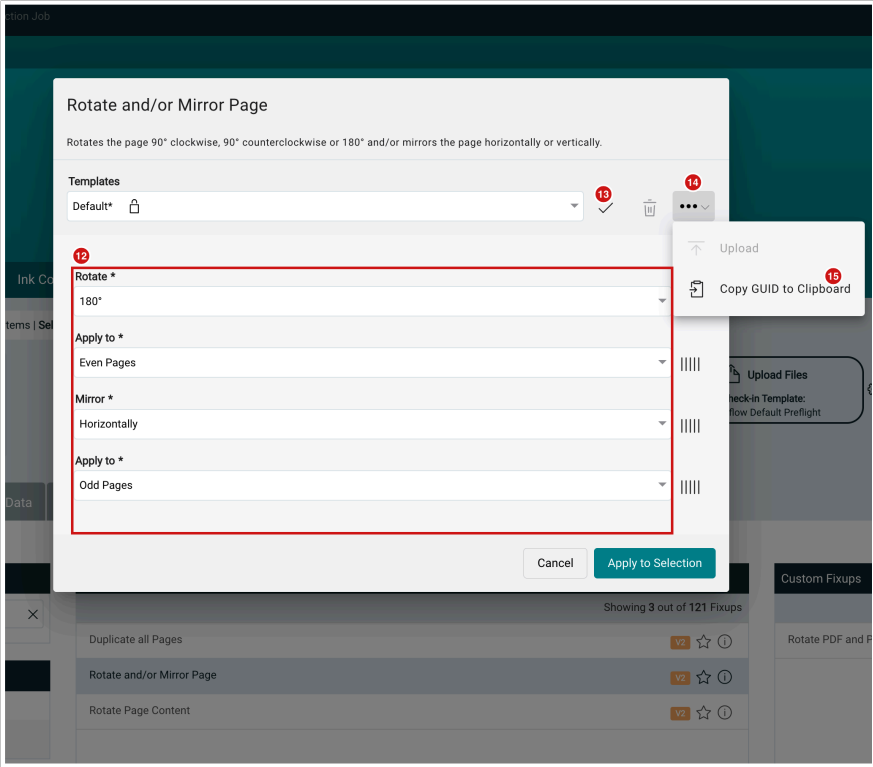 ction Job
Rotate and/or Mirror Page
Rotates the page 90° clockwise, 90° counterclockwise or 180° and/or mirrors the page horizontally or vertically.
Templates
13
14
Default*
Upload
12
15
Ink Co
Rotate *
Copy GUID to Clipboard
180°
tems | Sel
Apply to *
Even Pages
Upload Files
Mirror *
heck-in Template:
flow Default Preflight
Horizontally
Apply to *
Odd Pages
Data
Cancel
Apply to Selection
Custom Fixups
Showing 3 out of 121 Fixups
Duplicate all Pages
V2
Rotate PDF and P
Rotate and/or Mirror Page
V2
Rotate Page Content
V2